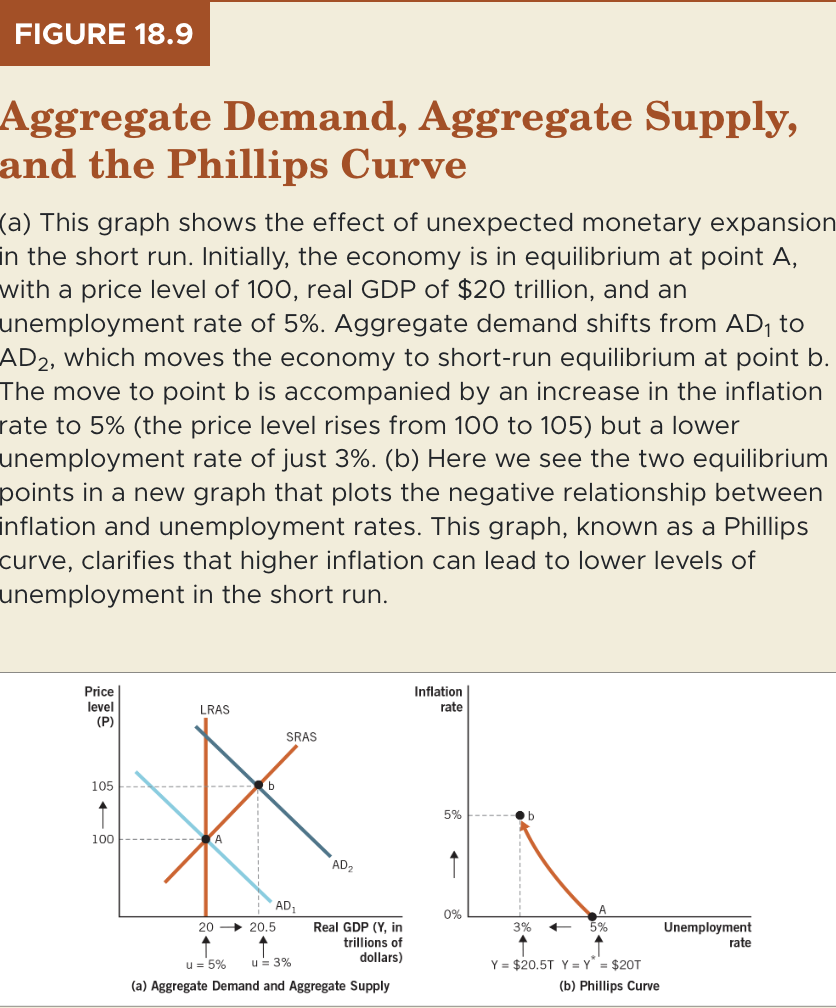 FIGURE 18.9
Aggregate Demand, Aggregate Supply,
and the Phillips Curve
(a) This graph shows the effect of unexpected monetary expansion
in the short run. Initially, the economy is in equilibrium at point A,
with a price level of 100, real GDP of $20 trillion, and an
unemployment rate of 5%. Aggregate demand shifts from AD₁ to
AD₂, which moves the economy to short-run equilibrium at point b.
The move to point b is accompanied by an increase in the inflation
rate to 5% (the price level rises from 100 to 105) but a lower
unemployment rate of just 3%. (b) Here we see the two equilibrium
points in a new graph that plots the negative relationship between
inflation and unemployment rates. This graph, known as a Phillips
curve, clarifies that higher inflation can lead to lower levels of
unemployment in the short run.
Price
level
(P)
LRAS
SRAS
105
b
100
A
AD₂
AD₁
20
20.5
Real GDP (Y, in
trillions of
dollars)
u = 5%
u = 3%
(a) Aggregate Demand and Aggregate Supply
Inflation
rate
5%
b
0%
A
3%
5%
Unemployment
rate
Y = $20.5T
Y = Y* = $20T
(b) Phillips Curve